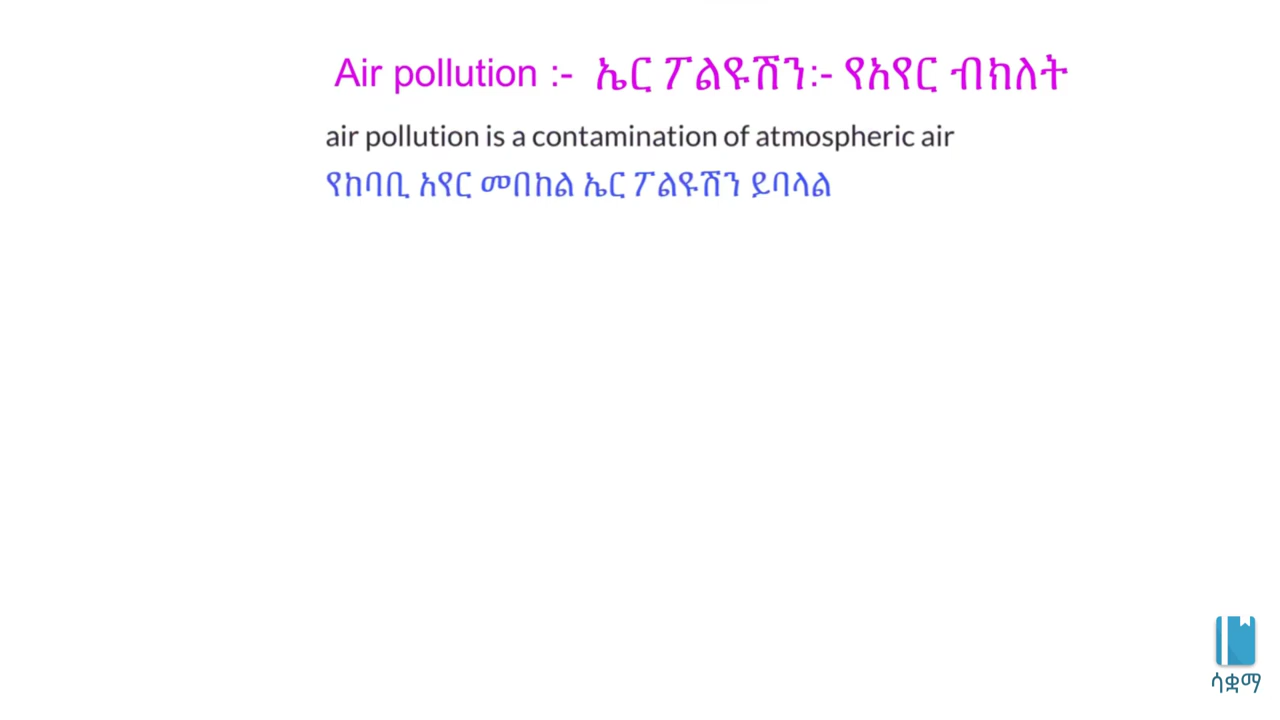 Air pollution :- ኤር ፖልዩሽን:- የአየር ብክለት
air pollution is a contamination of atmospheric air
የከባቢ አየር መበከል ኤር ፖልዩሽን ይባላል
ሳቋማ